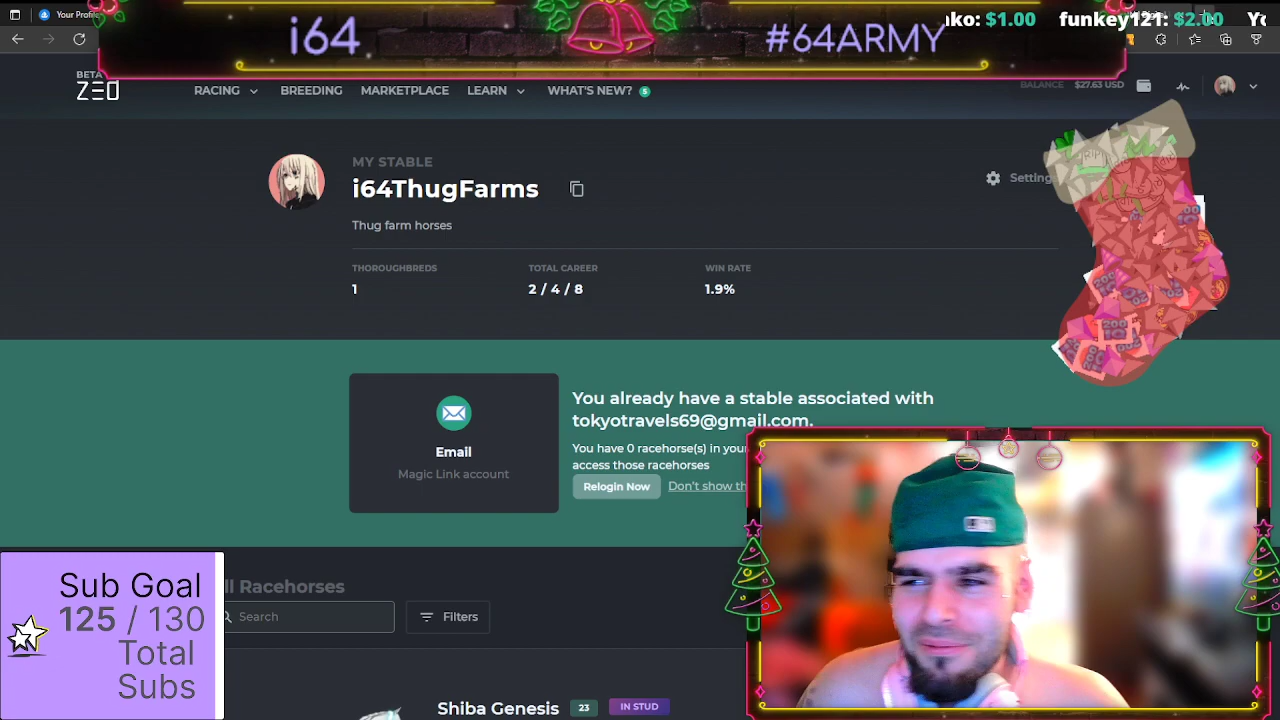 Your Profile
i64
#64ARMY
ako: $1.00 funkey121: $2.00 Yo
BETA
ZED
RACING
BREEDING
MARKETPLACE
LEARN
WHAT'S NEW?
5
BALANCE $27.63 USD
MY STABLE
i64ThugFarms
Settings
Thug farm horses
THOROUGHBREDS
TOTAL CAREER
WIN RATE
1
2 / 4 / 8
1.9%
Email
Magic Link account
You already have a stable associated with
tokyotravels69@gmail.com.
You have 0 racehorse(s) in your
access those racehorses
Relogin Now
Don't show th
Sub Goal
125 / 130
Total
Subs
ll Racehorses
Search
Filters
Shiba Genesis
23
IN STUD